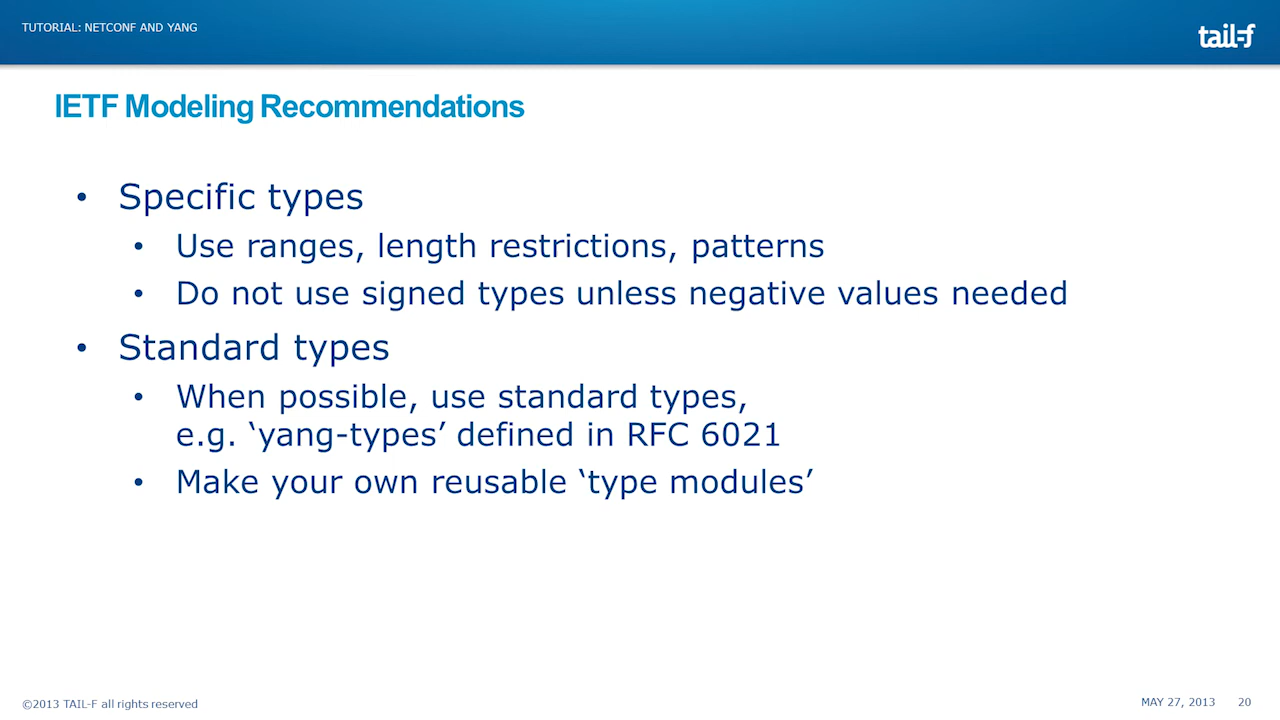 TUTORIAL: NETCONF AND YANG
tail-f
IETF Modeling Recommendations
• Specific types
• Use ranges, length restrictions, patterns
• Do not use signed types unless negative values needed
• Standard types
• When possible, use standard types,
e.g. ‘yang-types’ defined in RFC 6021
• Make your own reusable ‘type modules’
©2013 TAIL-F all rights reserved
MAY 27, 2013 20